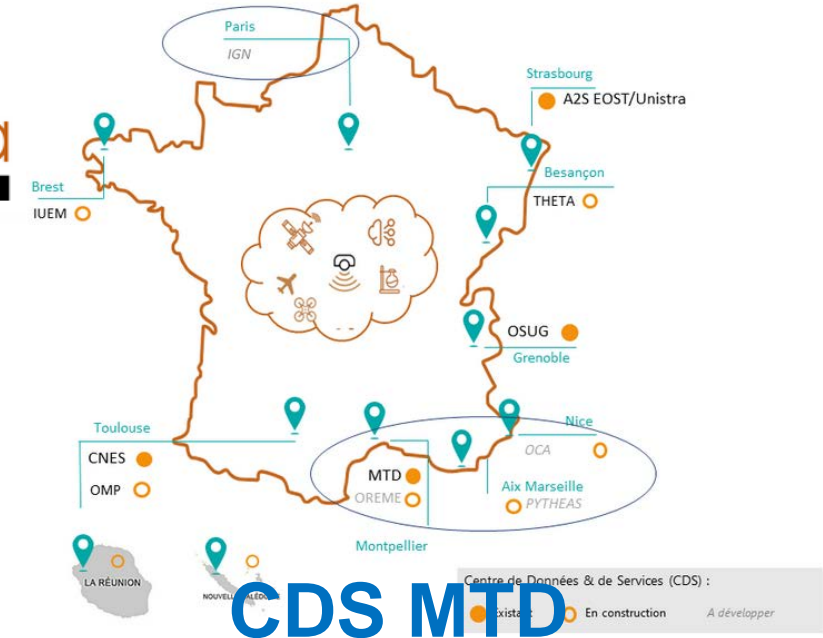 Paris
IGN
Strasbourg
A2S EOST/Unistra
Besançon
THETA
Brest
IUEM
OSUG
Grenoble
Toulouse
CNES
OMP
Nice
OCA
MTD
OREME
Aix Marseille
PYTHEAS
Montpellier
LA RÉUNION
Centre de Données & de Services (CDS) :
En construction
A développer
CDS MTD